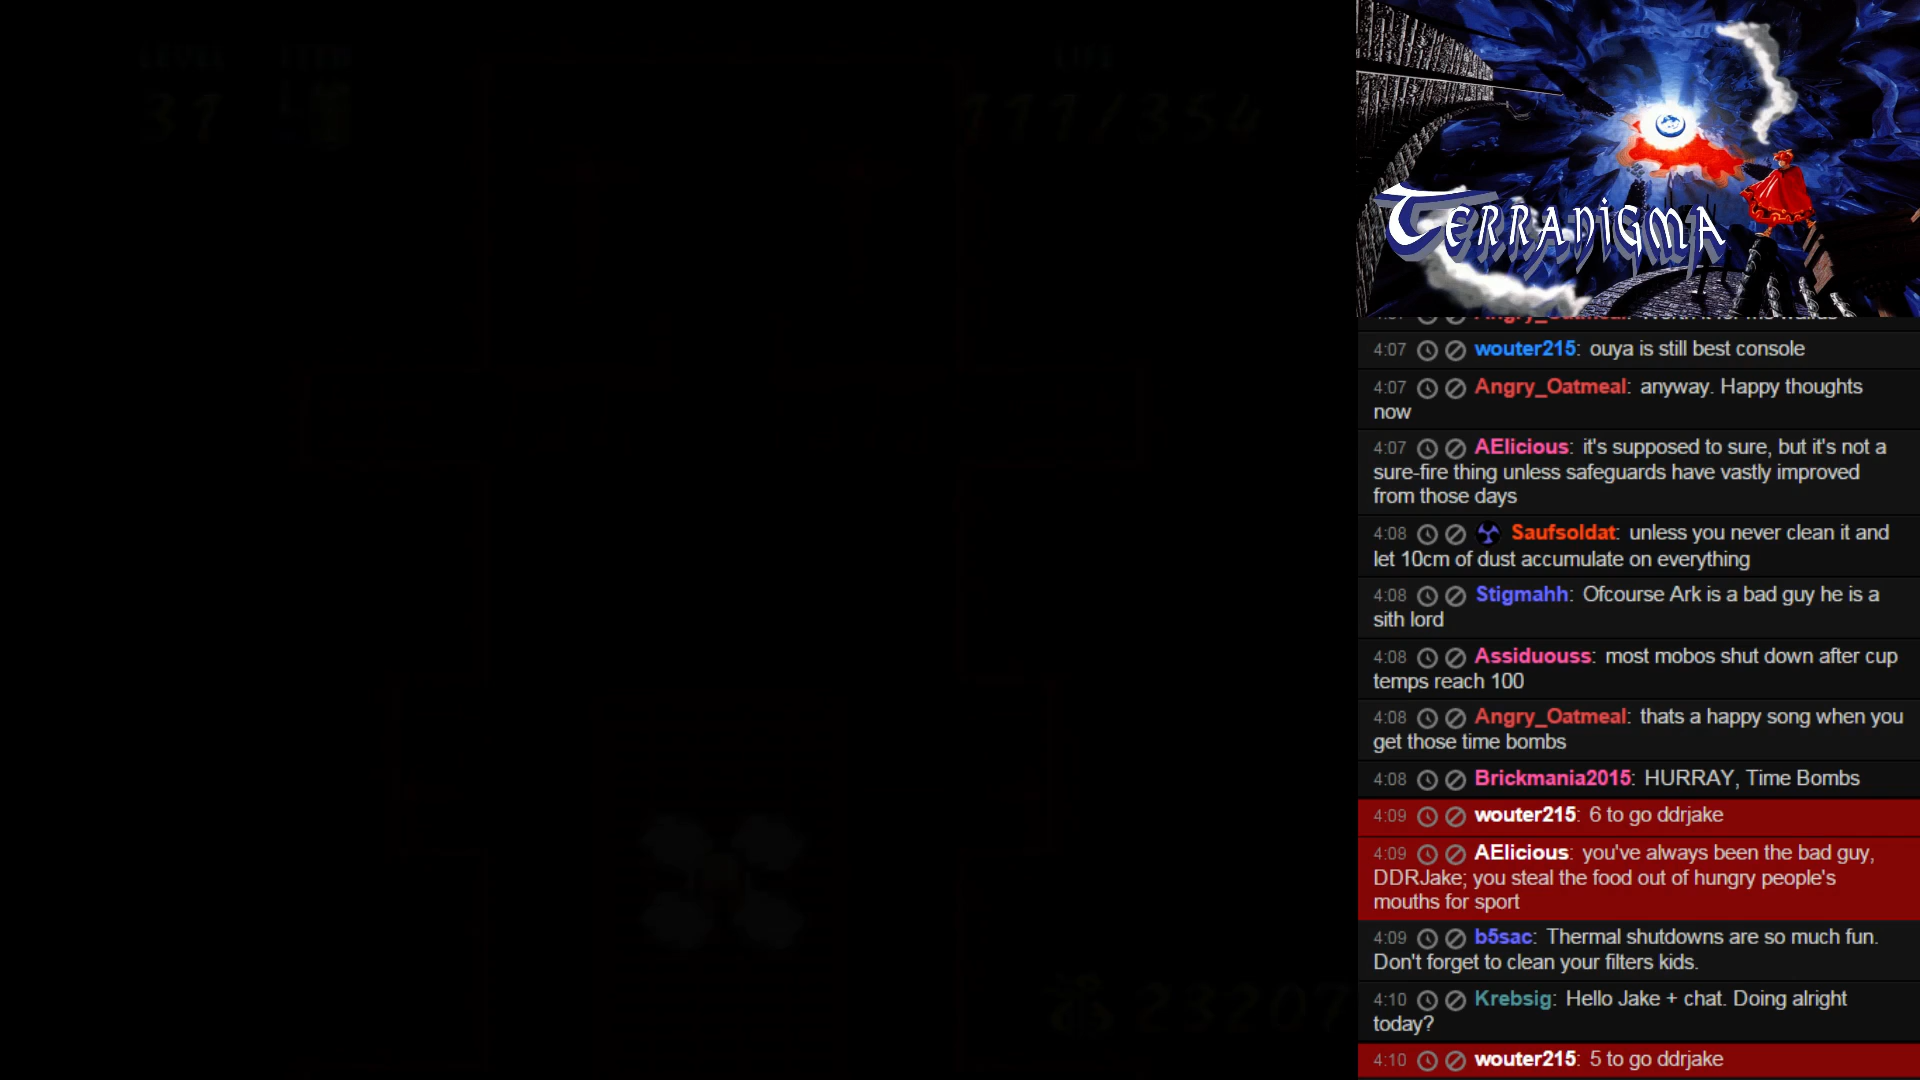 LEVEL
LIFE
31
111/354
TERRANIGMA
4:07 wouter215: ouya is still best console
4:07 Angry_Oatmeal: anyway. Happy thoughts
now
4:07 AElicious: it's supposed to sure, but it's not a
sure-fire thing unless safeguards have vastly improved
from those days
4:08 Saufsoldat: unless you never clean it and
let 10cm of dust accumulate on everything
4:08 Stigmahh: Ofcourse Ark is a bad guy he is a
sith lord
4:08 Assiduouss: most mobos shut down after cup
temps reach 100
4:08 Angry_Oatmeal: thats a happy song when you
get those time bombs
4:08 Brickmania2015: HURRAY, Time Bombs
4:09 wouter215: 6 to go ddrjake
4:09 AElicious: you've always been the bad guy,
DDRJake; you steal the food out of hungry people's
mouths for sport
4:09 b5sac: Thermal shutdowns are so much fun.
Don't forget to clean your filters kids.
4:10 Krebsig: Hello Jake + chat. Doing alright
today?
4:10 wouter215: 5 to go ddrjake
23207